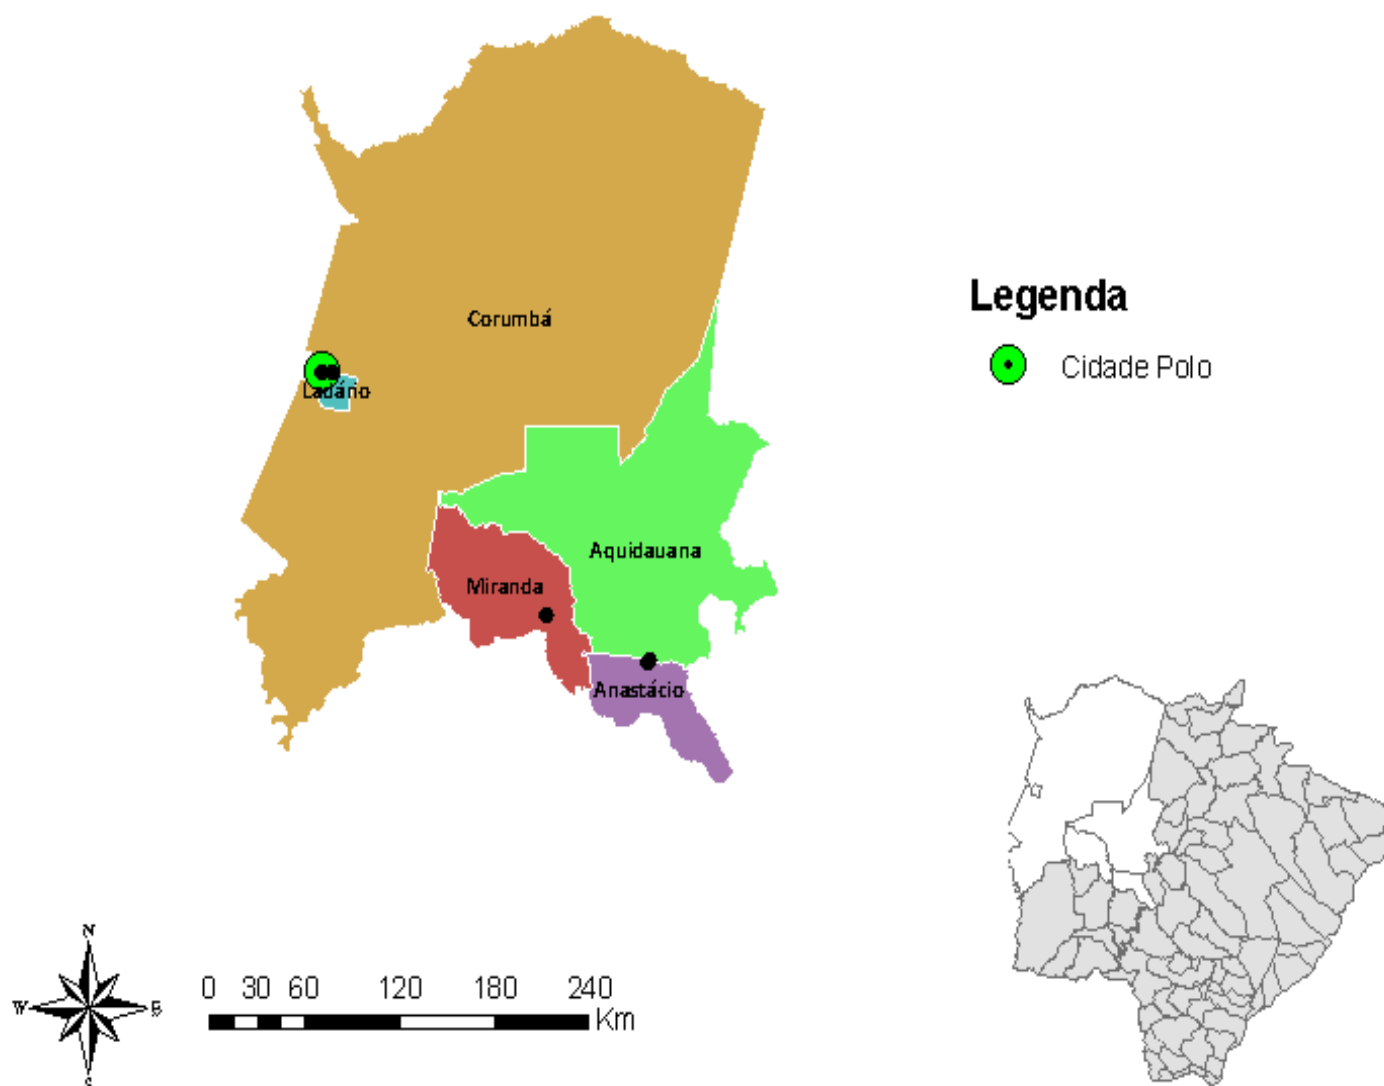 Corumbá
Legenda
Cidade Polo
Ladário
Aquidauana
Miranda
Anastácio
N
W
E
S
0 30 60 120 180 240
Km